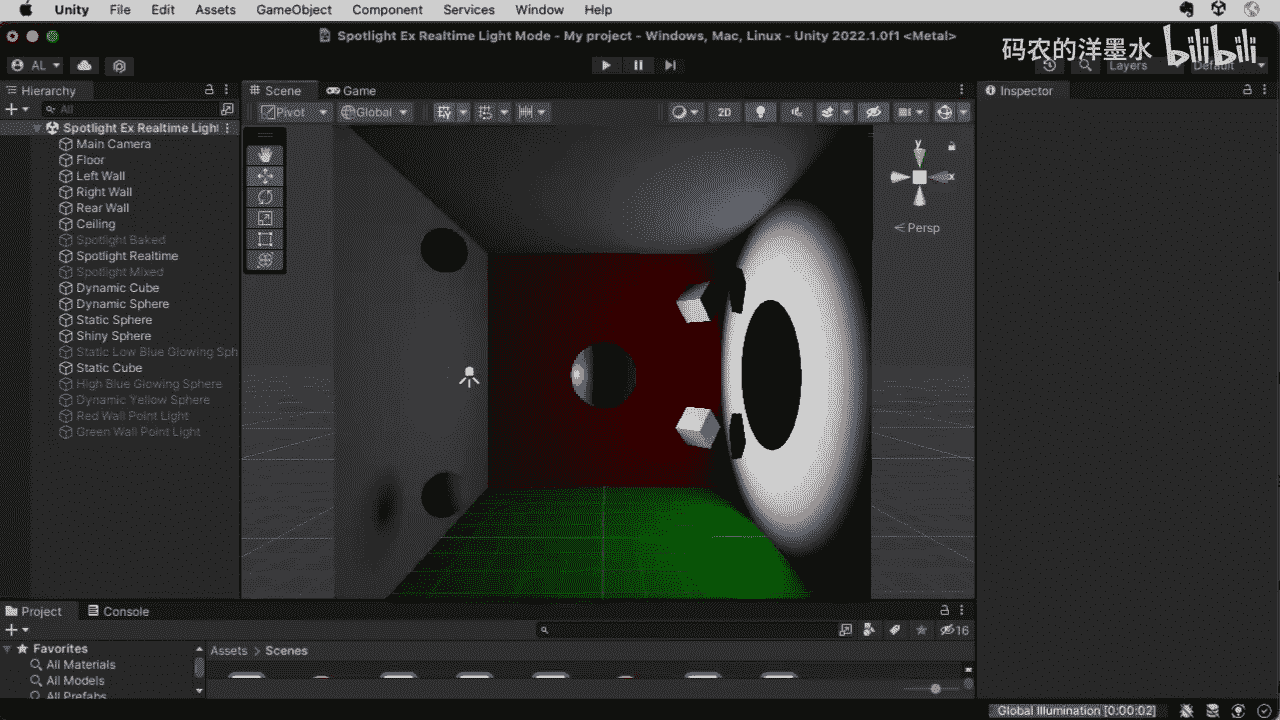 Unity File Edit Assets GameObject Component Services Window Help
Spotlight Ex Realtime Light Mode - My project - Windows, Mac, Linux - Unity 2022.1.0f1 <Metal>
码农的洋墨水 bilibili
AL Layers Default
Hierarchy Scene Game Inspector
All Pivot Global 2D
Spotlight Ex Realtime Light
Main Camera
Floor
Left Wall
Right Wall
Rear Wall
Ceiling
Spotlight Baked
Spotlight Realtime
Spotlight Mixed
Dynamic Cube
Dynamic Sphere
Static Sphere
Shiny Sphere
Static Low Blue Glowing Sph
Static Cube
High Blue Glowing Sphere
Dynamic Yellow Sphere
Red Wall Point Light
Green Wall Point Light
y
x
< Persp
Project Console
16
Favorites
All Materials
All Models
All Prefabs
Assets > Scenes
Global Illumination [0:00:02]